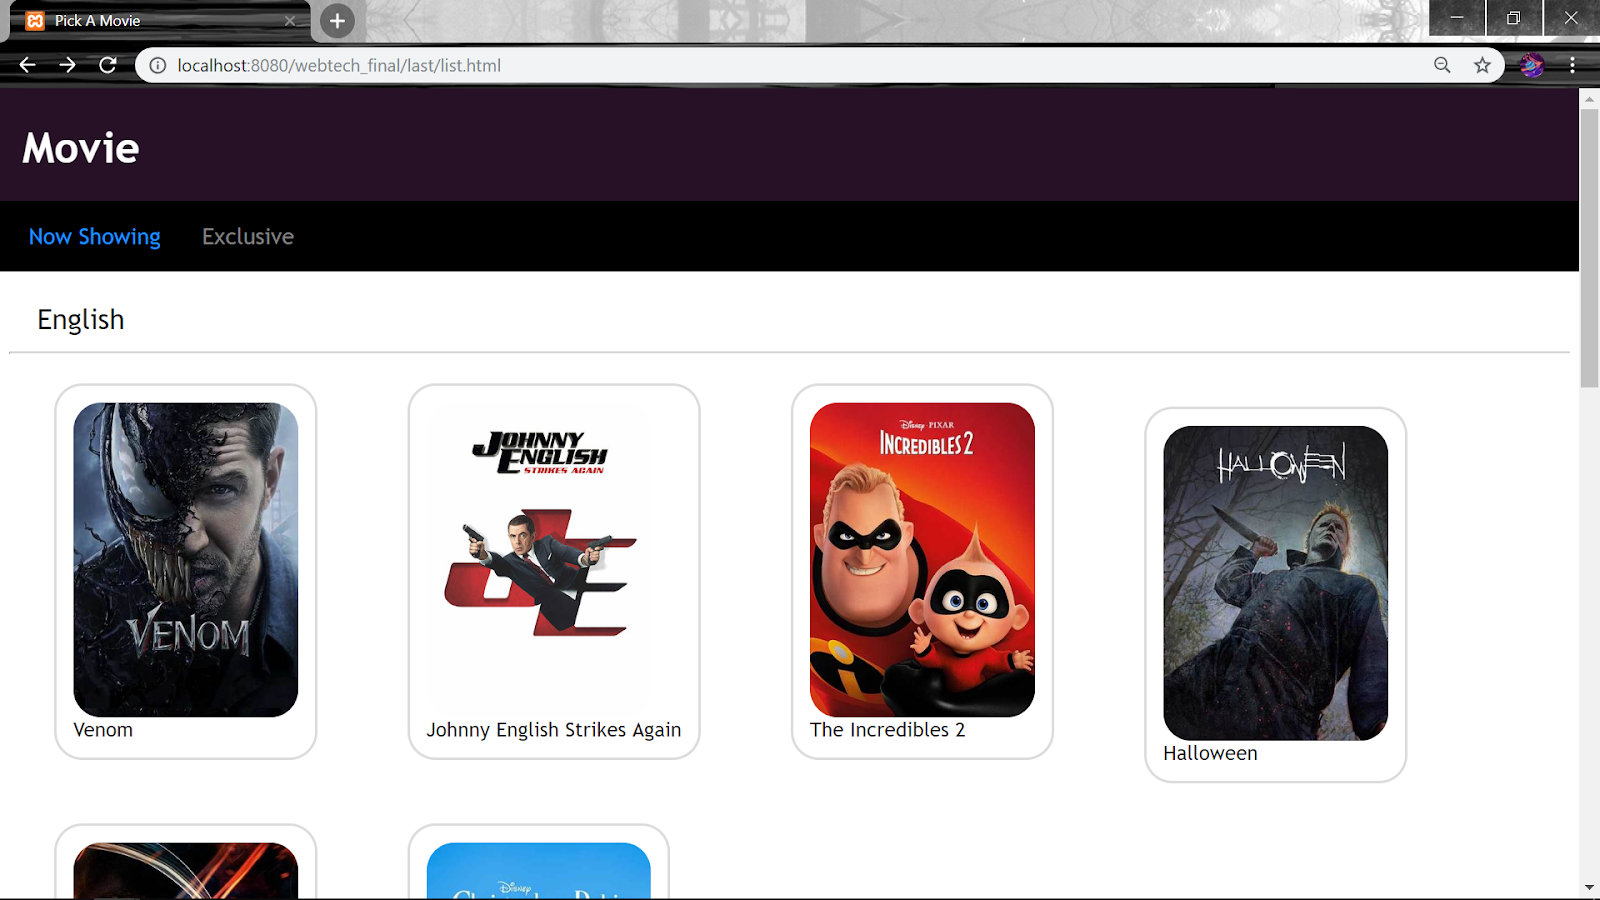 Pick A Movie
localhost:8080/webtech_final/last/list.html
Movie
Now Showing Exclusive
English
VENOM
Venom
JOHNNY
ENGLISH
STRIKES AGAIN
Johnny English Strikes Again
Disney · PIXAR
INCREDIBLES 2
The Incredibles 2
HALLOWEEN
Halloween
Disney